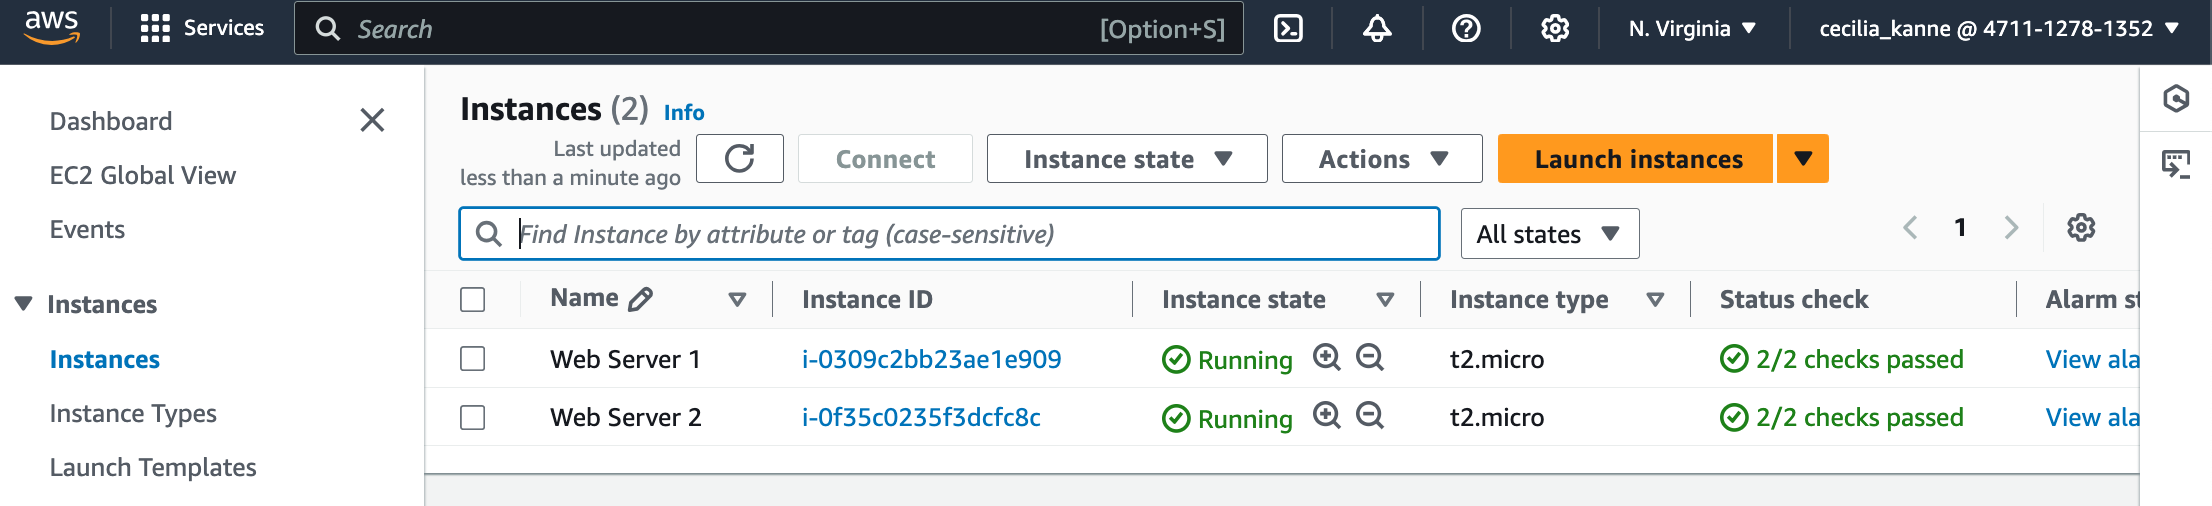 aws Services Search [Option+S] N. Virginia cecilia_kanne @ 4711-1278-1352
Dashboard
EC2 Global View
Events
Instances
Instances
Instance Types
Launch Templates
Instances (2) Info
Last updated
less than a minute ago
Connect Instance state Actions Launch instances
Find Instance by attribute or tag (case-sensitive) All states 1
Name Instance ID Instance state Instance type Status check Alarm st
Web Server 1 i-0309c2bb23ae1e909 Running t2.micro 2/2 checks passed View ala
Web Server 2 i-0f35c0235f3dcfc8c Running t2.micro 2/2 checks passed View ala